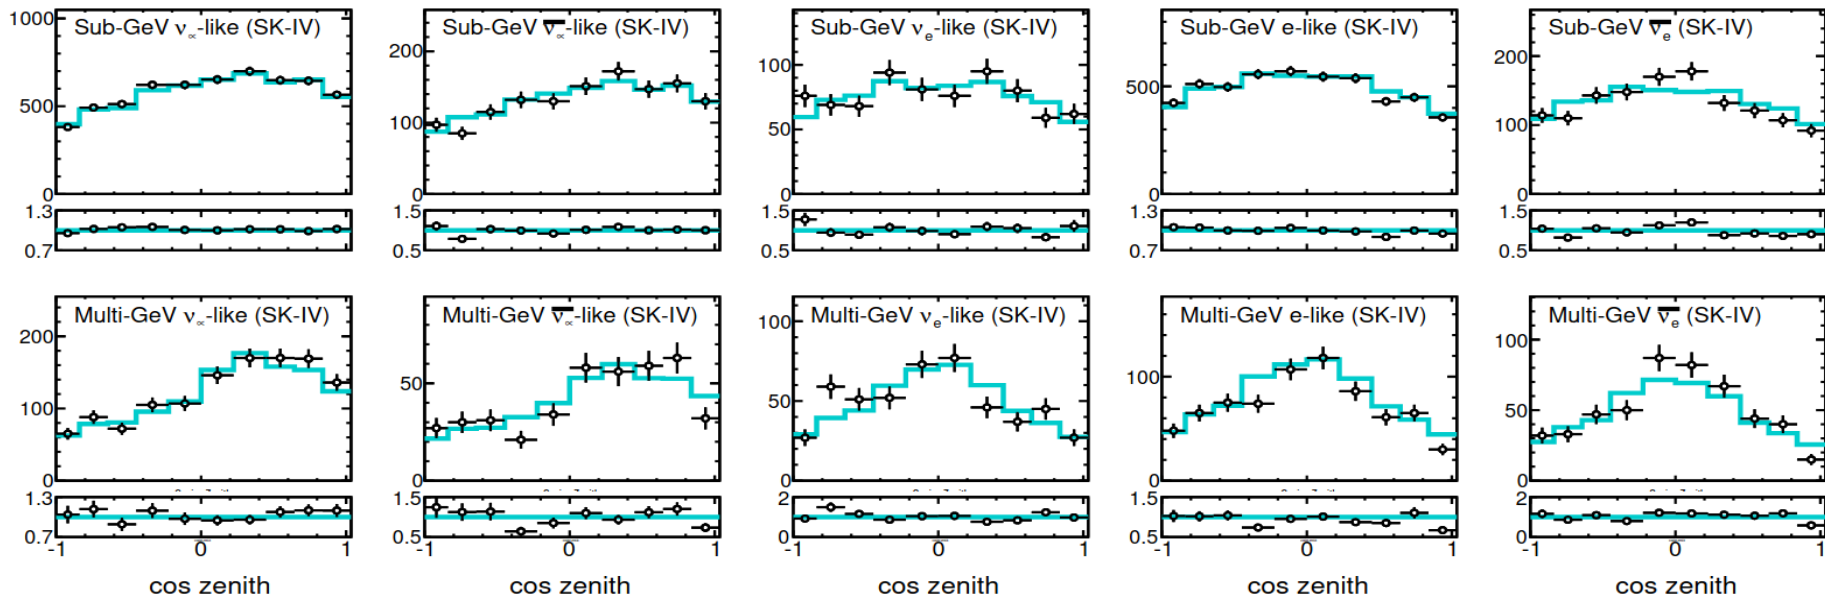 Sub-GeV ν∝-like (SK-IV)
Sub-GeV ν̅∝-like (SK-IV)
Sub-GeV νe-like (SK-IV)
Sub-GeV e-like (SK-IV)
Sub-GeV ν̅e (SK-IV)
1000
500
0
200
100
0
100
50
0
500
0
200
100
0
1.3
0.7
1.5
0.5
1.5
0.5
1.3
0.7
1.5
0.5
Multi-GeV ν∝-like (SK-IV)
Multi-GeV ν̅∝-like (SK-IV)
Multi-GeV νe-like (SK-IV)
Multi-GeV e-like (SK-IV)
Multi-GeV ν̅e (SK-IV)
200
100
0
50
0
100
50
0
100
0
100
50
0
1.3
0.7
1.5
0.5
2
1
0
1.5
0.5
2
1
0
-1 0 1
-1 0 1
-1 0 1
-1 0 1
-1 0 1
cos zenith
cos zenith
cos zenith
cos zenith
cos zenith